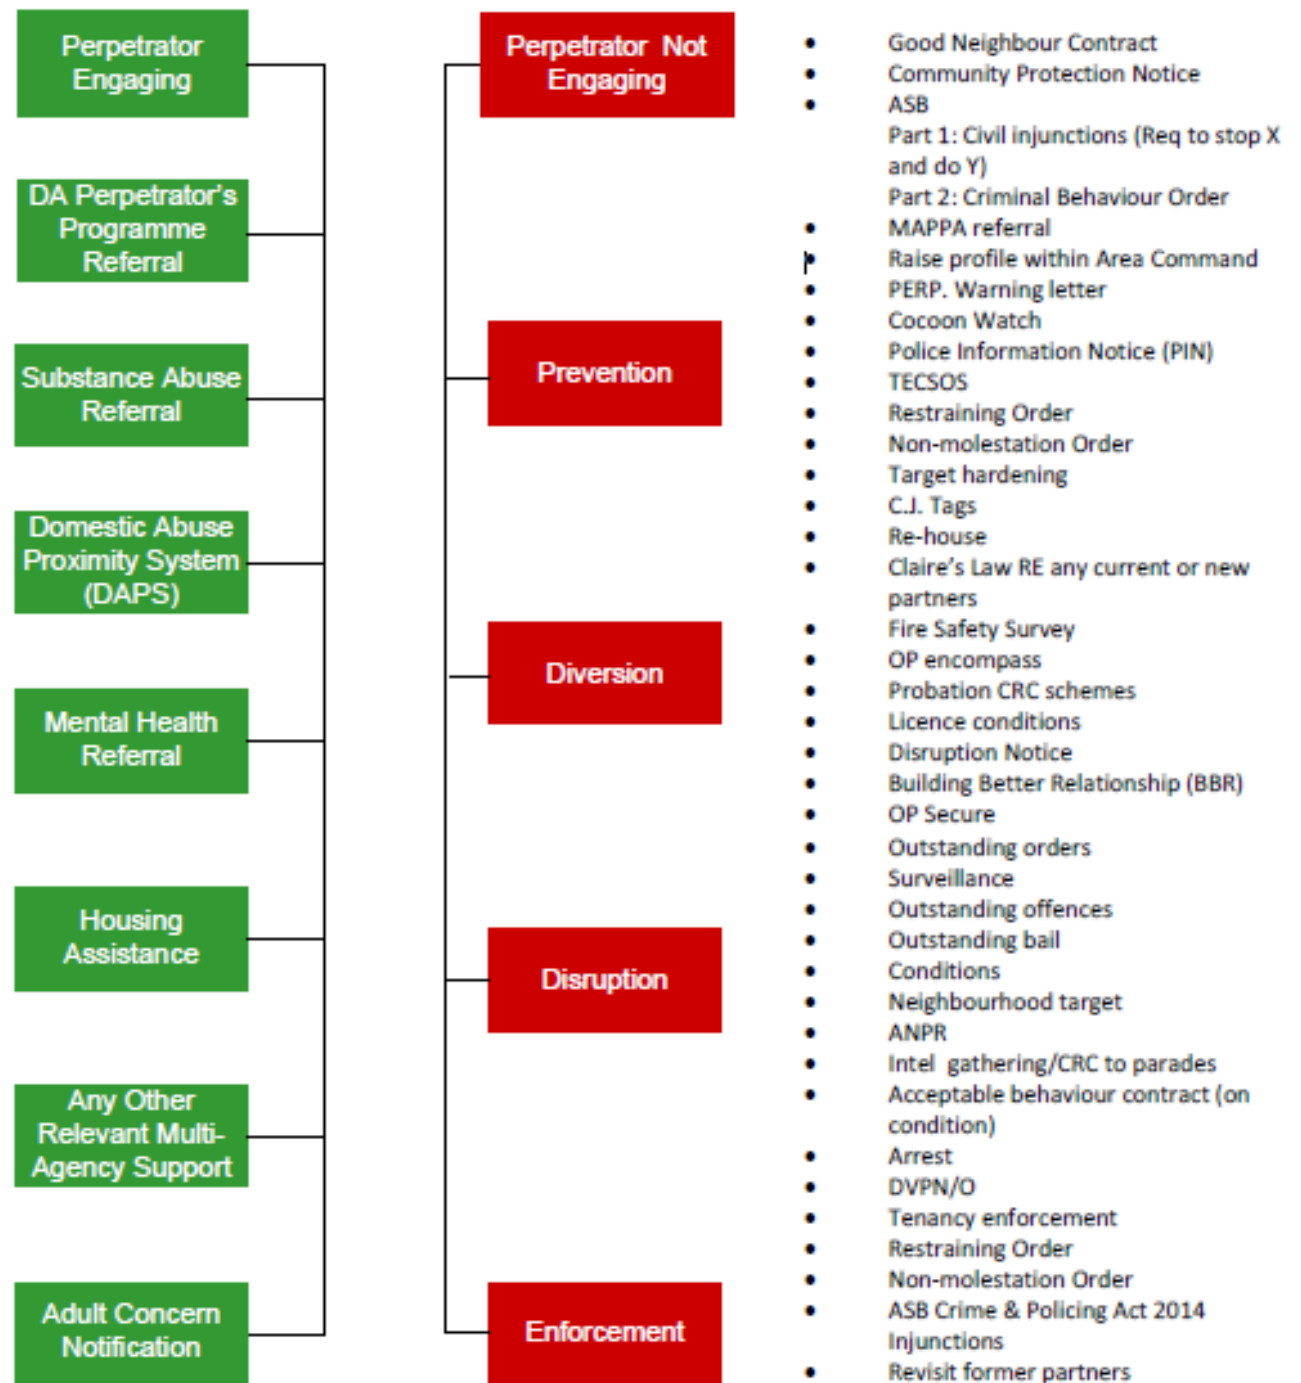 Perpetrator
Engaging
DA Perpetrator's
Programme
Referral
Substance Abuse
Referral
Domestic Abuse
Proximity System
(DAPS)
Mental Health
Referral
Housing
Assistance
Any Other
Relevant Multi-
Agency Support
Adult Concern
Notification
Perpetrator Not
Engaging
Prevention
Diversion
Disruption
Enforcement
• Good Neighbour Contract
• Community Protection Notice
• ASB
Part 1: Civil injunctions (Req to stop X
and do Y)
Part 2: Criminal Behaviour Order
• MAPPA referral
• Raise profile within Area Command
• PERP. Warning letter
• Cocoon Watch
• Police Information Notice (PIN)
• TECSOS
• Restraining Order
• Non-molestation Order
• Target hardening
• C.J. Tags
• Re-house
• Claire's Law RE any current or new
partners
• Fire Safety Survey
• OP encompass
• Probation CRC schemes
• Licence conditions
• Disruption Notice
• Building Better Relationship (BBR)
• OP Secure
• Outstanding orders
• Surveillance
• Outstanding offences
• Outstanding bail
• Conditions
• Neighbourhood target
• ANPR
• Intel gathering/CRC to parades
• Acceptable behaviour contract (on
condition)
• Arrest
• DVPN/O
• Tenancy enforcement
• Restraining Order
• Non-molestation Order
• ASB Crime & Policing Act 2014
Injunctions
• Revisit former partners